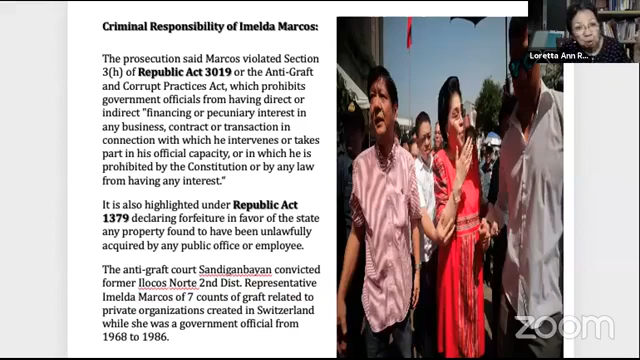 Criminal Responsibility of Imelda Marcos:
The prosecution said Marcos violated Section
3(h) of Republic Act 3019 or the Anti-Graft
and Corrupt Practices Act, which prohibits
government officials from having direct or
indirect "financing or pecuniary interest in
any business, contract or transaction in
connection with which he intervenes or takes
part in his official capacity, or in which he is
prohibited by the Constitution or by any law
from having any interest."
It is also highlighted under Republic Act
1379 declaring forfeiture in favor of the state
any property found to have been unlawfully
acquired by any public office or employee.
The anti-graft court Sandiganbayan convicted
former Ilocos Norte 2nd Dist. Representative
Imelda Marcos of 7 counts of graft related to
private organizations created in Switzerland
while she was a government official from
1968 to 1986.
Loretta Ann R...
zoom